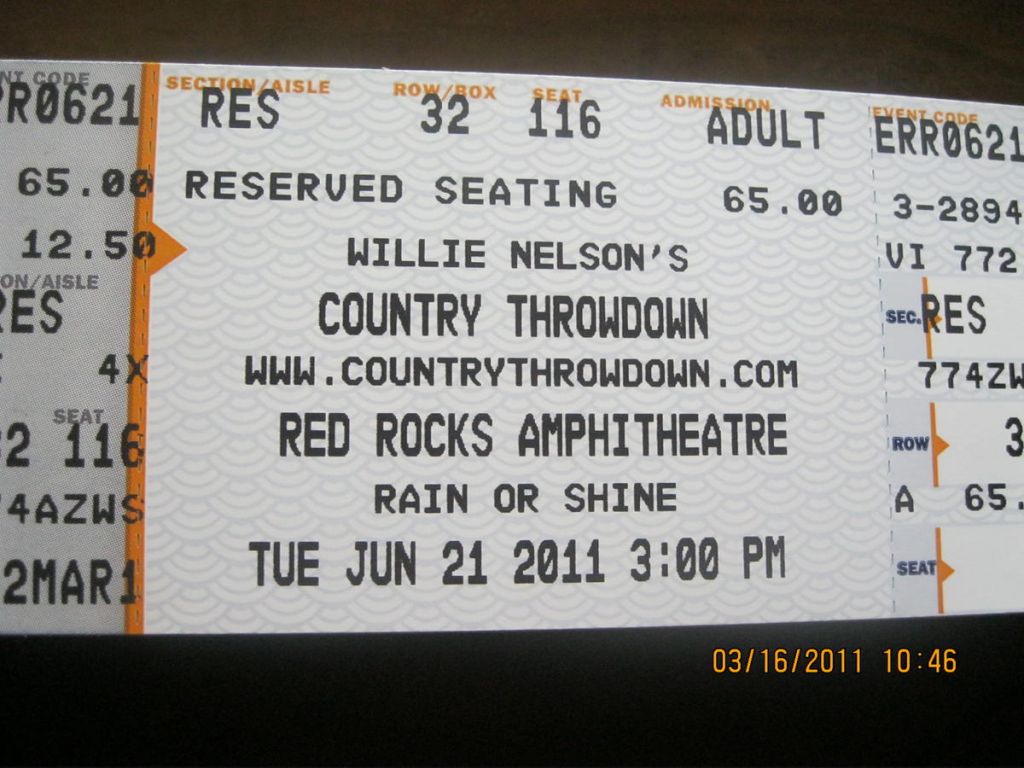 NT CODE
RR0621
65.00
12.50
ON/AISLE
RES
4X
SEAT
2 116
74AZWS
2MAR1
SECTION/AISLE ROW/BOX SEAT ADMISSION
RES 32 116 ADULT
RESERVED SEATING 65.00
WILLIE NELSON'S
COUNTRY THROWDOWN
WWW.COUNTRYTHROWDOWN.COM
RED ROCKS AMPHITHEATRE
RAIN OR SHINE
TUE JUN 21 2011 3:00 PM
EVENT CODE
ERR0621
3-2894
VI 772
SEC. RES
774ZW
ROW 3
A 65.
SEAT
03/16/2011 10:46